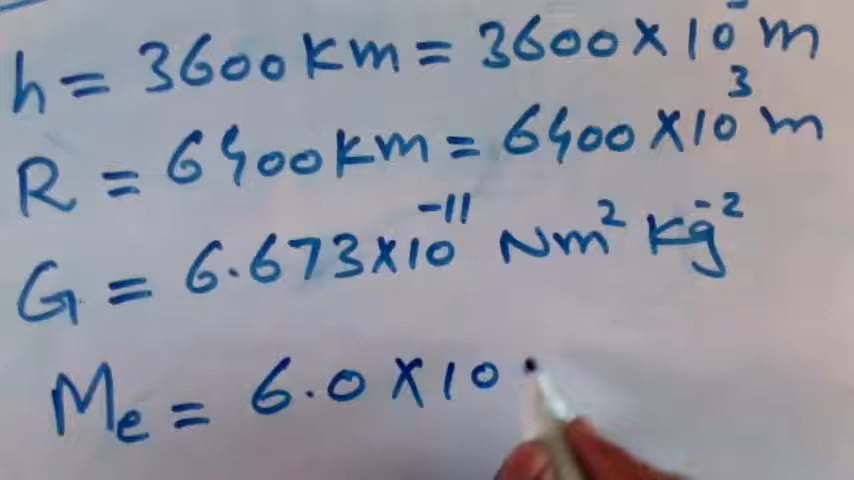 h = 3600 km = 3600 × 10 m
R = 6400 km = 6400 × 10³ m
G = 6.673 × 10⁻¹¹ Nm² Kg⁻²
Me = 6.0 × 10